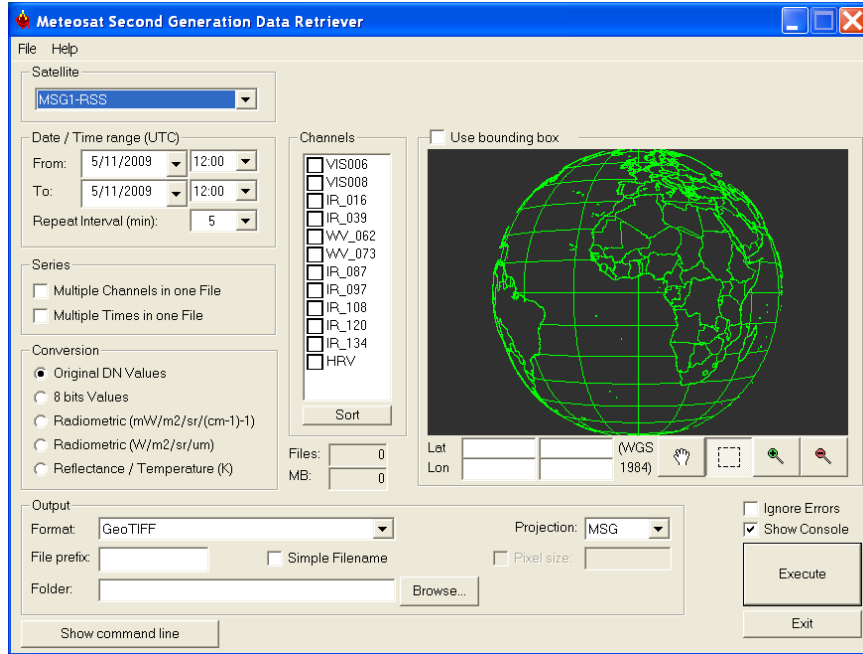 Meteosat Second Generation Data Retriever
File Help
Satellite
MSG1-RSS
Date / Time range (UTC)
From: 5/11/2009 12:00
To: 5/11/2009 12:00
Repeat Interval (min): 5
Series
Multiple Channels in one File
Multiple Times in one File
Conversion
Original DN Values
8 bits Values
Radiometric (mW/m2/sr/(cm-1)-1)
Radiometric (W/m2/sr/um)
Reflectance / Temperature (K)
Channels
VIS006
VIS008
IR_016
IR_039
WV_062
WV_073
IR_087
IR_097
IR_108
IR_120
IR_134
HRV
Sort
Files: 0
MB: 0
Use bounding box
Lat
Lon
(WGS
1984)
Output
Format: GeoTIFF
Projection: MSG
File prefix:
Simple Filename
Pixel size:
Folder:
Browse...
Ignore Errors
Show Console
Execute
Exit
Show command line